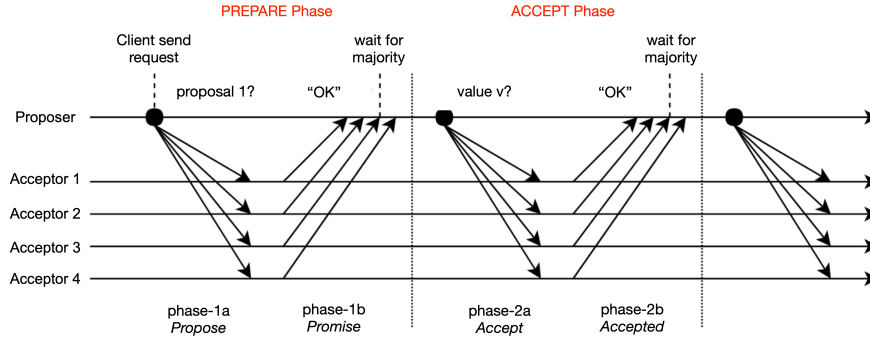 PREPARE Phase
ACCEPT Phase
Client send
request
wait for
majority
wait for
majority
proposal 1?
“OK”
value v?
“OK”
Proposer
Acceptor 1
Acceptor 2
Acceptor 3
Acceptor 4
phase-1a
Propose
phase-1b
Promise
phase-2a
Accept
phase-2b
Accepted